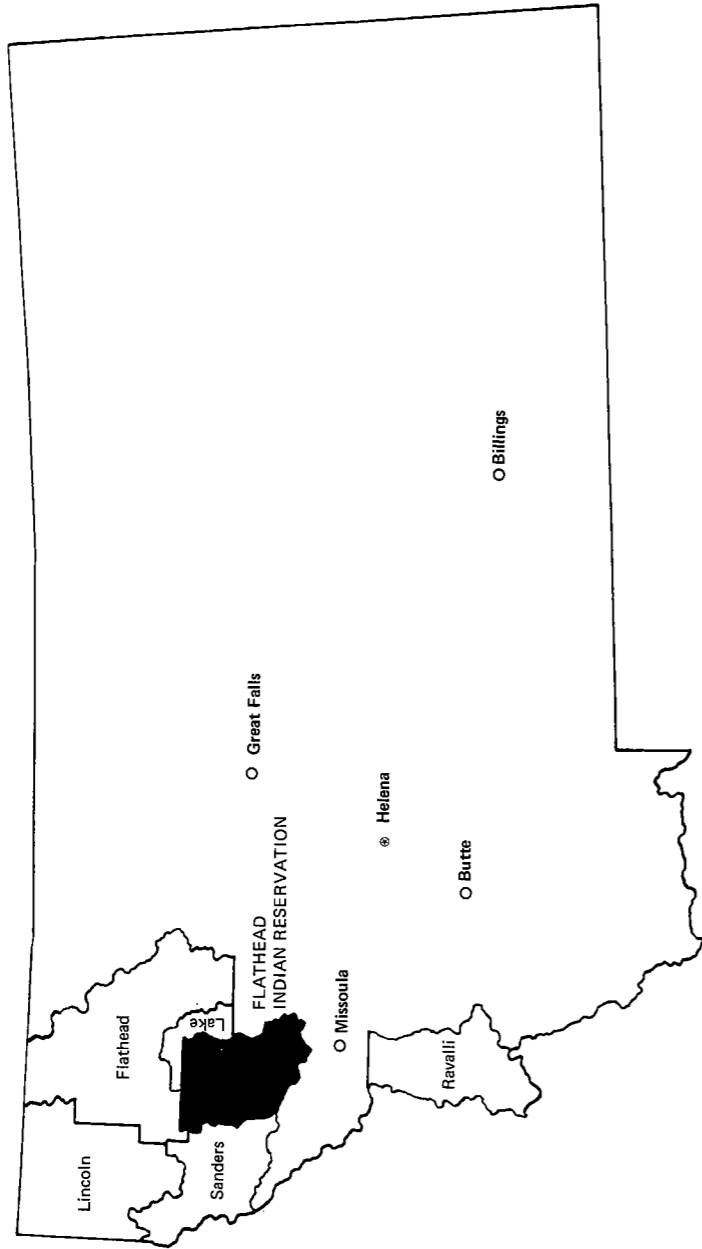 Lincoln
Flathead
Lake
Sanders
FLATHEAD
INDIAN RESERVATION
Great Falls
Missoula
Helena
Ravalli
Butte
Billings